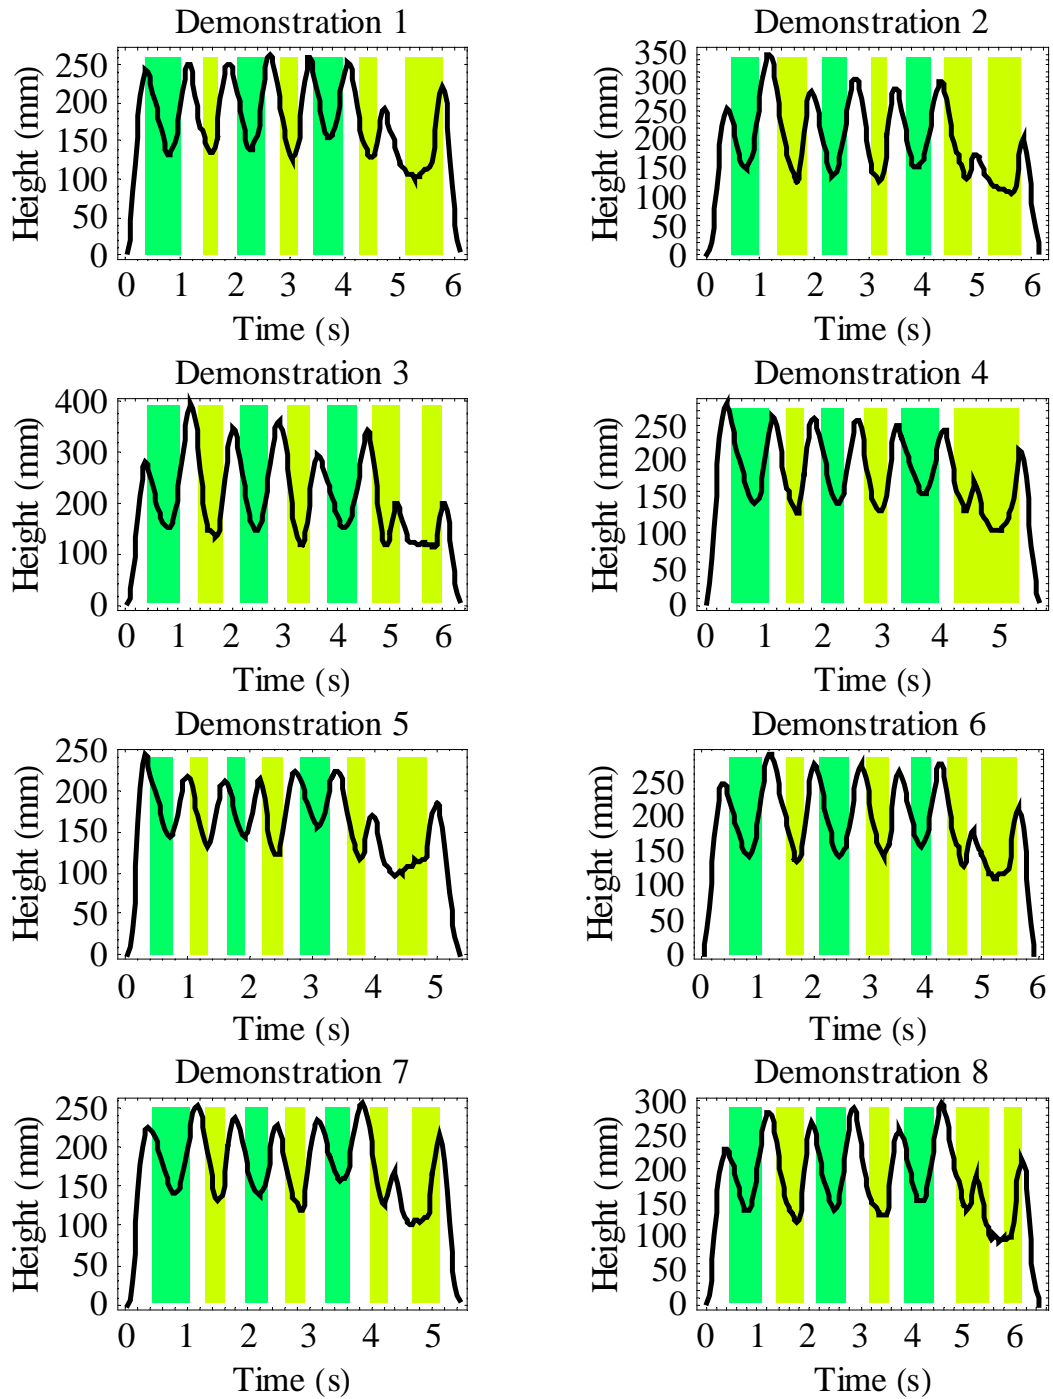 Demonstration 1
Height (mm)
250
200
150
100
50
0
0 1 2 3 4 5 6
Time (s)
Demonstration 2
Height (mm)
350
300
250
200
150
100
50
0
0 1 2 3 4 5 6
Time (s)
Demonstration 3
Height (mm)
400
300
200
100
0
0 1 2 3 4 5 6
Time (s)
Demonstration 4
Height (mm)
250
200
150
100
50
0
0 1 2 3 4 5
Time (s)
Demonstration 5
Height (mm)
250
200
150
100
50
0
0 1 2 3 4 5
Time (s)
Demonstration 6
Height (mm)
250
200
150
100
50
0
0 1 2 3 4 5 6
Time (s)
Demonstration 7
Height (mm)
250
200
150
100
50
0
0 1 2 3 4 5
Time (s)
Demonstration 8
Height (mm)
300
250
200
150
100
50
0
0 1 2 3 4 5 6
Time (s)